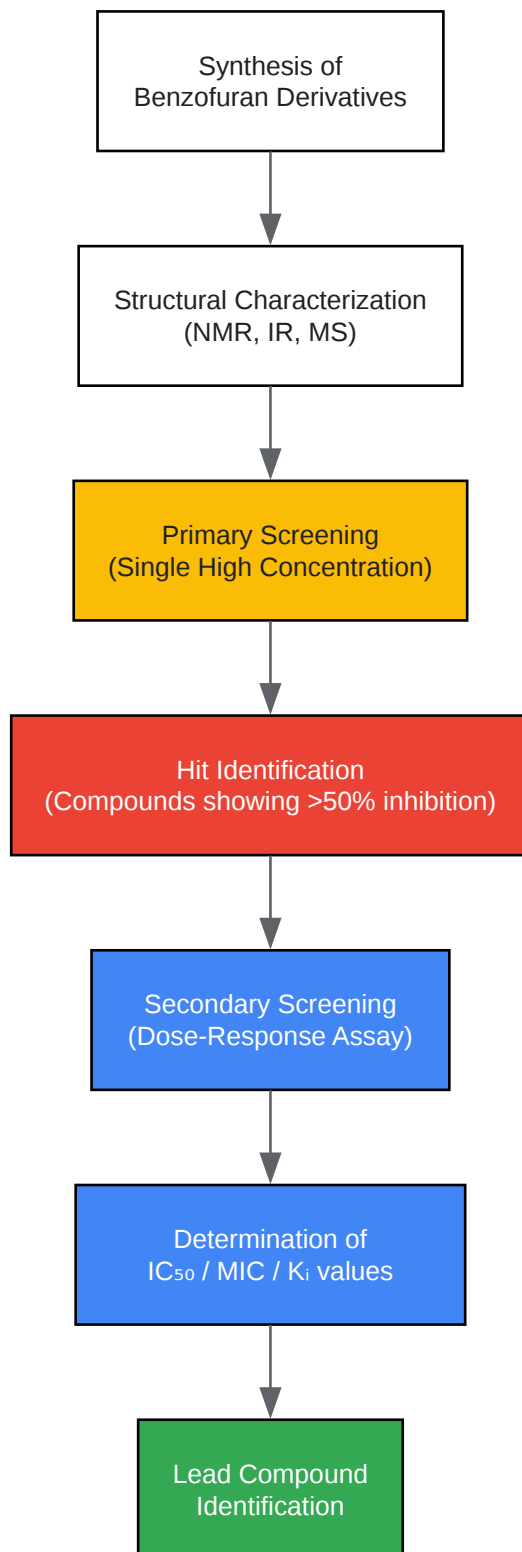 Synthesis of
Benzofuran Derivatives
Structural Characterization
(NMR, IR, MS)
Primary Screening
(Single High Concentration)
Hit Identification
(Compounds showing >50% inhibition)
Secondary Screening
(Dose-Response Assay)
Determination of
IC₅₀ / MIC / Kᵢ values
Lead Compound
Identification